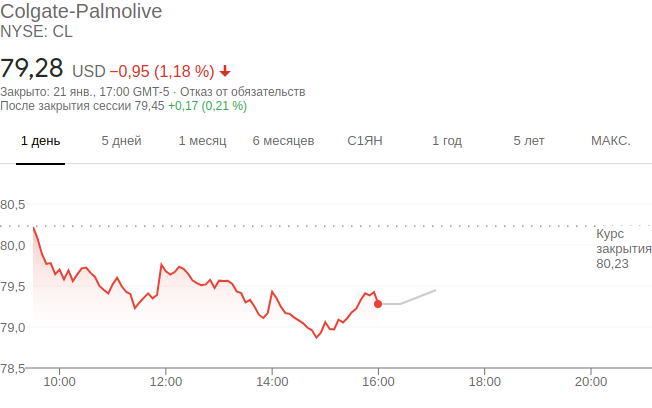 Colgate-Palmolive
NYSE: CL
79,28 USD −0,95 (1,18 %)
Закрыто: 21 янв., 17:00 GMT-5 · Отказ от обязательств
После закрытия сессии 79,45 +0,17 (0,21 %)
1 день 5 дней 1 месяц 6 месяцев С1ЯН 1 год 5 лет МАКС.
80,5
Курс
закрытия
80,23
80,0
79,5
79,0
78,5
10:00 12:00 14:00 16:00 18:00 20:00